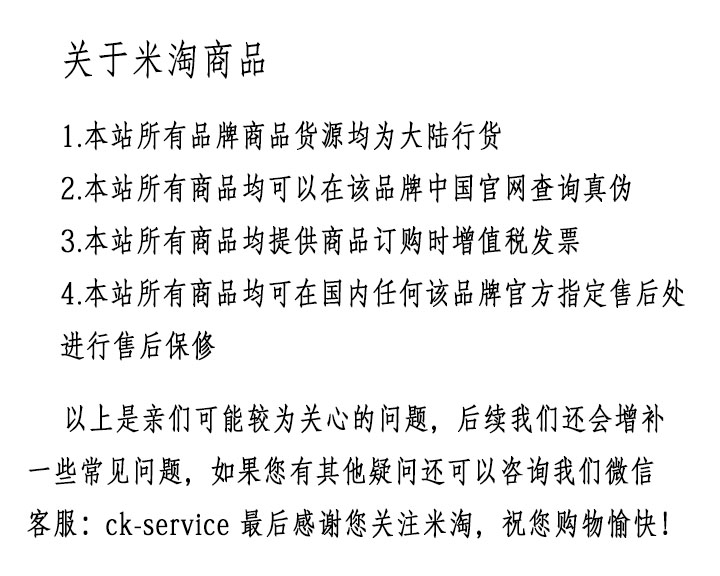 关于米淘商品
1.本站所有品牌商品货源均为大陆行货
2.本站所有商品均可以在该品牌中国官网查询真伪
3.本站所有商品均提供商品订购时增值税发票
4.本站所有商品均可在国内任何该品牌官方指定售后处
进行售后保修
以上是亲们可能较为关心的问题，后续我们还会增补
一些常见问题，如果您有其他疑问还可以咨询我们微信
客服：ck-service 最后感谢您关注米淘，祝您购物愉快！